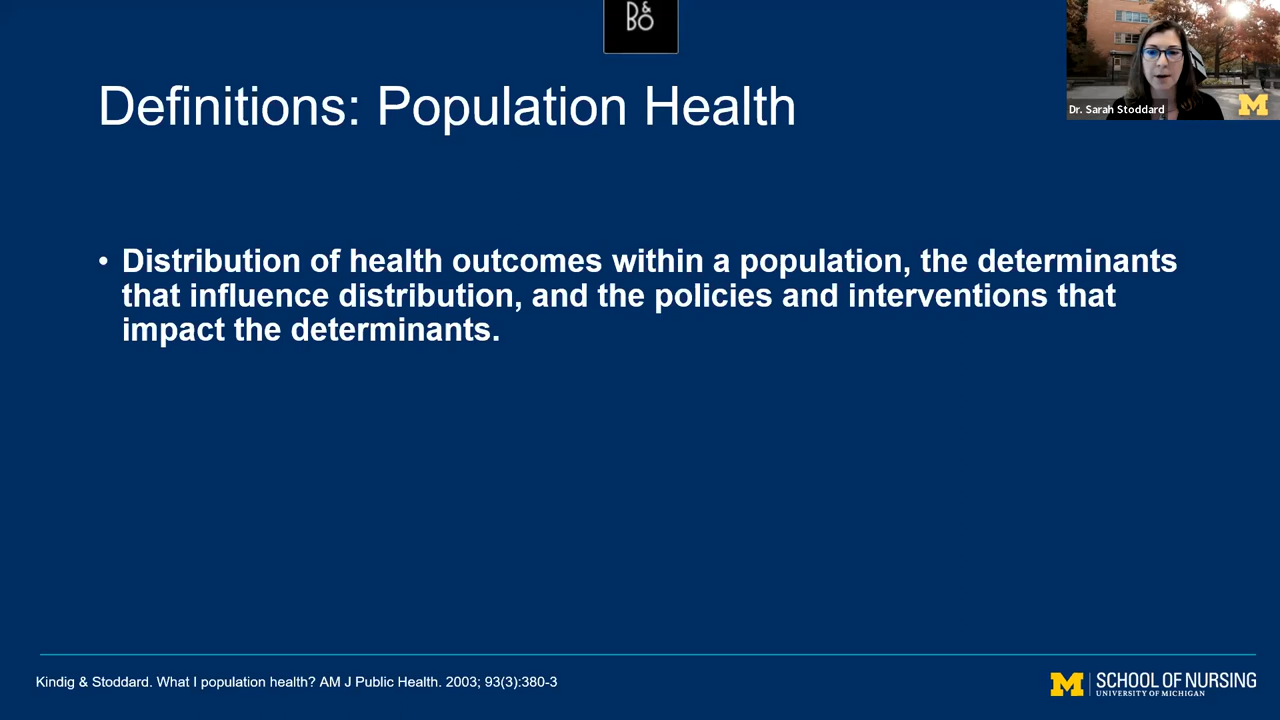 D&
BO
Dr. Sarah Stoddard
M
Definitions: Population Health
• Distribution of health outcomes within a population, the determinants
that influence distribution, and the policies and interventions that
impact the determinants.
Kindig & Stoddard. What I population health? AM J Public Health. 2003; 93(3):380-3
M SCHOOL OF NURSING
UNIVERSITY OF MICHIGAN